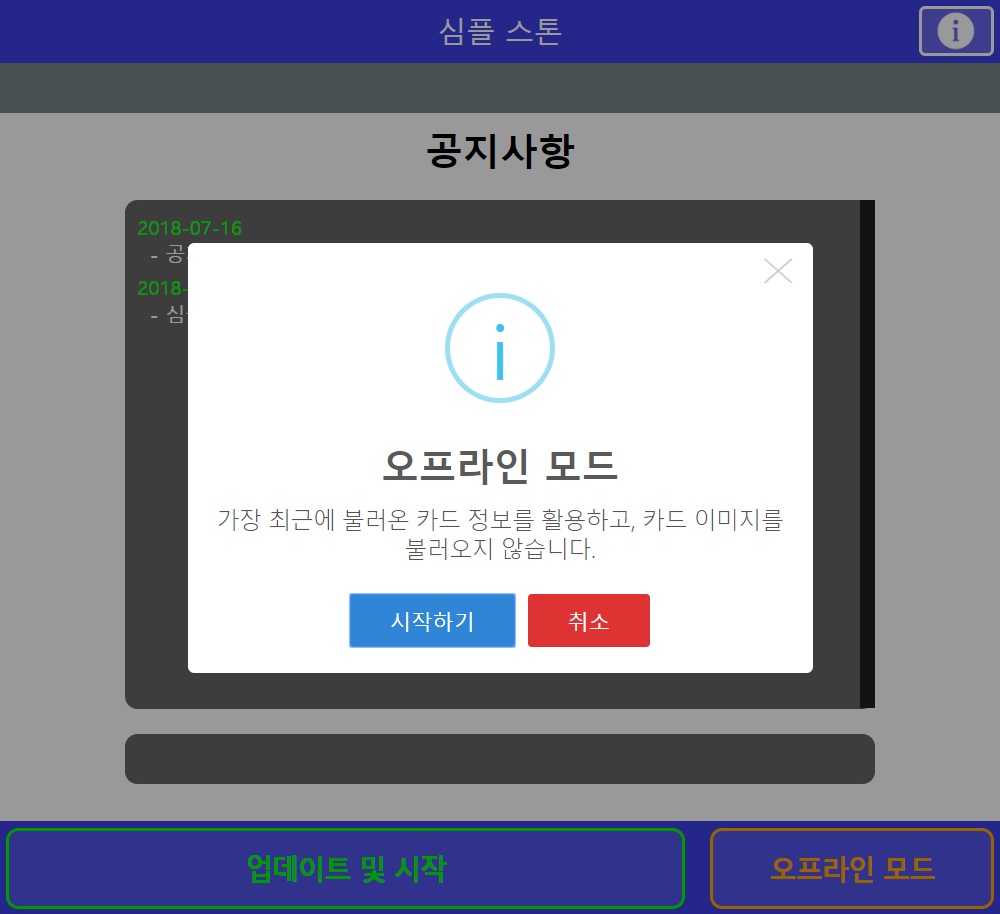 심플 스톤
공지사항
2018-07-16
- 공
2018-
- 심
오프라인 모드
가장 최근에 불러온 카드 정보를 활용하고, 카드 이미지를
불러오지 않습니다.
시작하기
취소
업데이트 및 시작
오프라인 모드